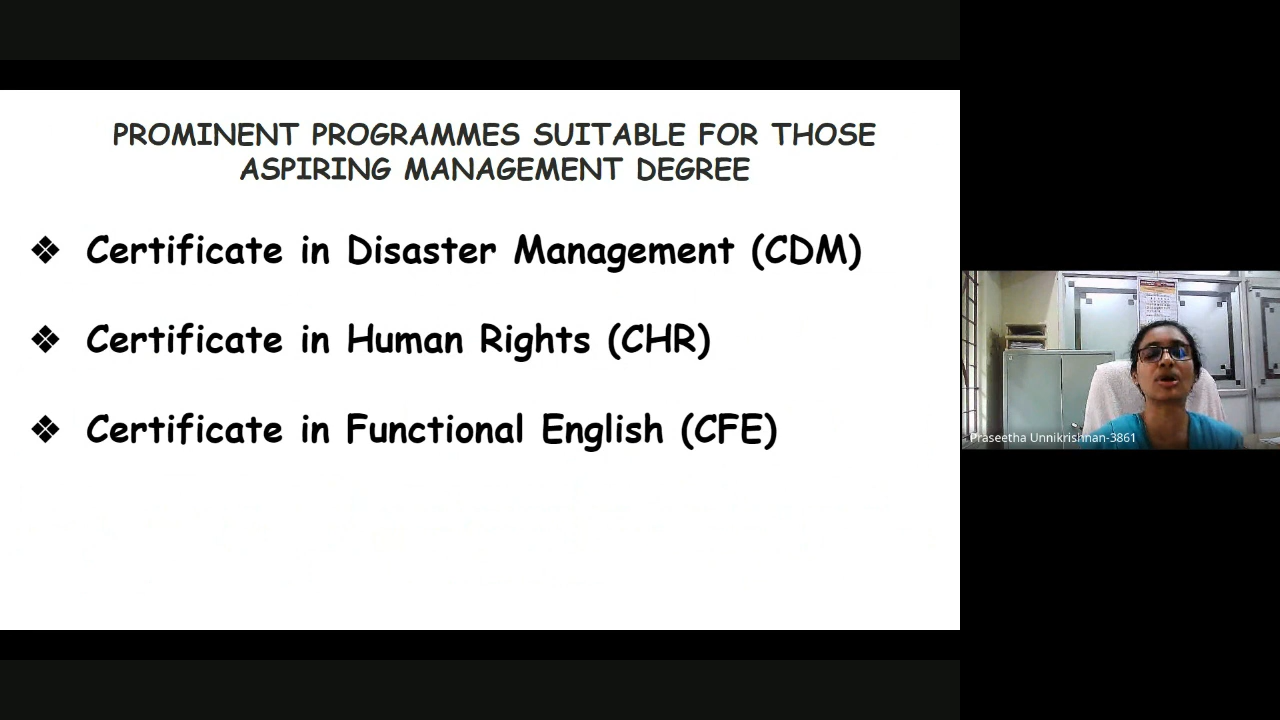 PROMINENT PROGRAMMES SUITABLE FOR THOSE
ASPIRING MANAGEMENT DEGREE
❖ Certificate in Disaster Management (CDM)
❖ Certificate in Human Rights (CHR)
❖ Certificate in Functional English (CFE)
Praseetha Unnikrishnan-3861